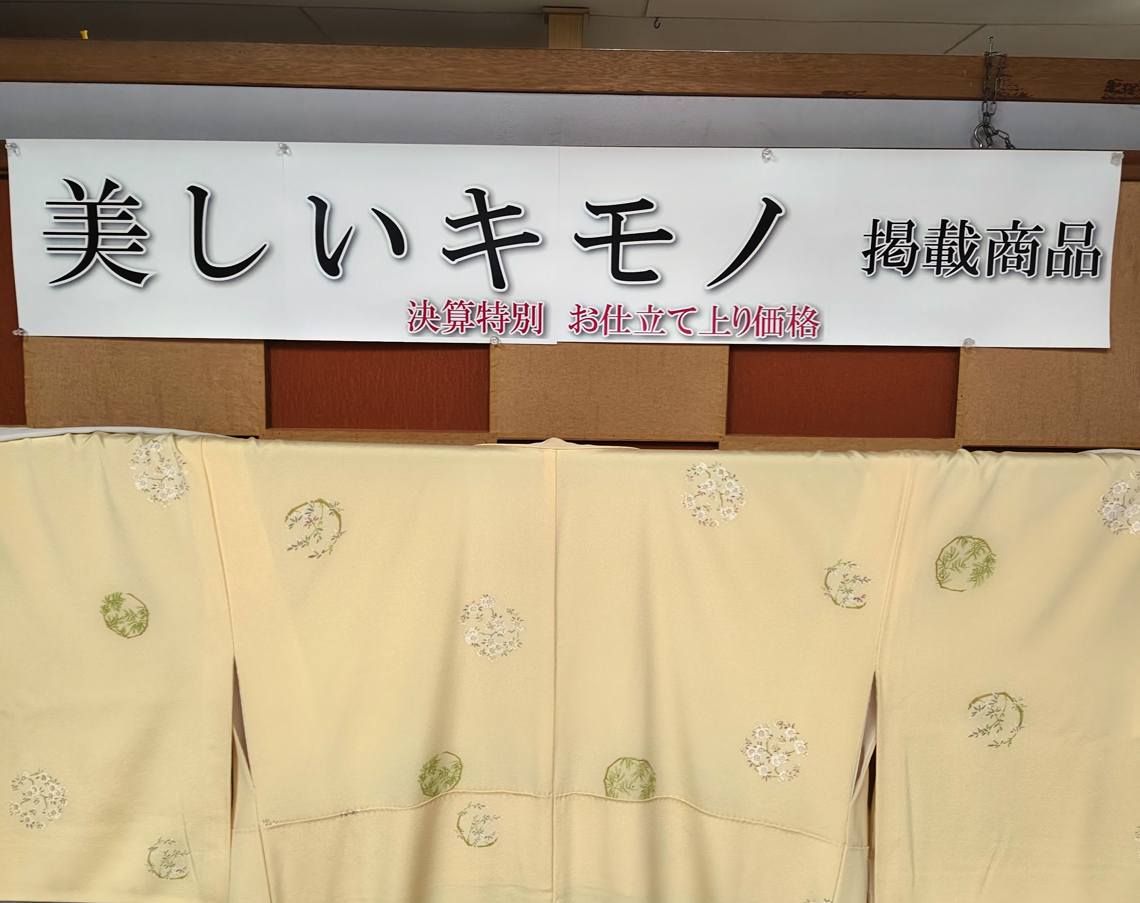 美しいキモノ 掲載商品
決算特別 お仕立て上り価格